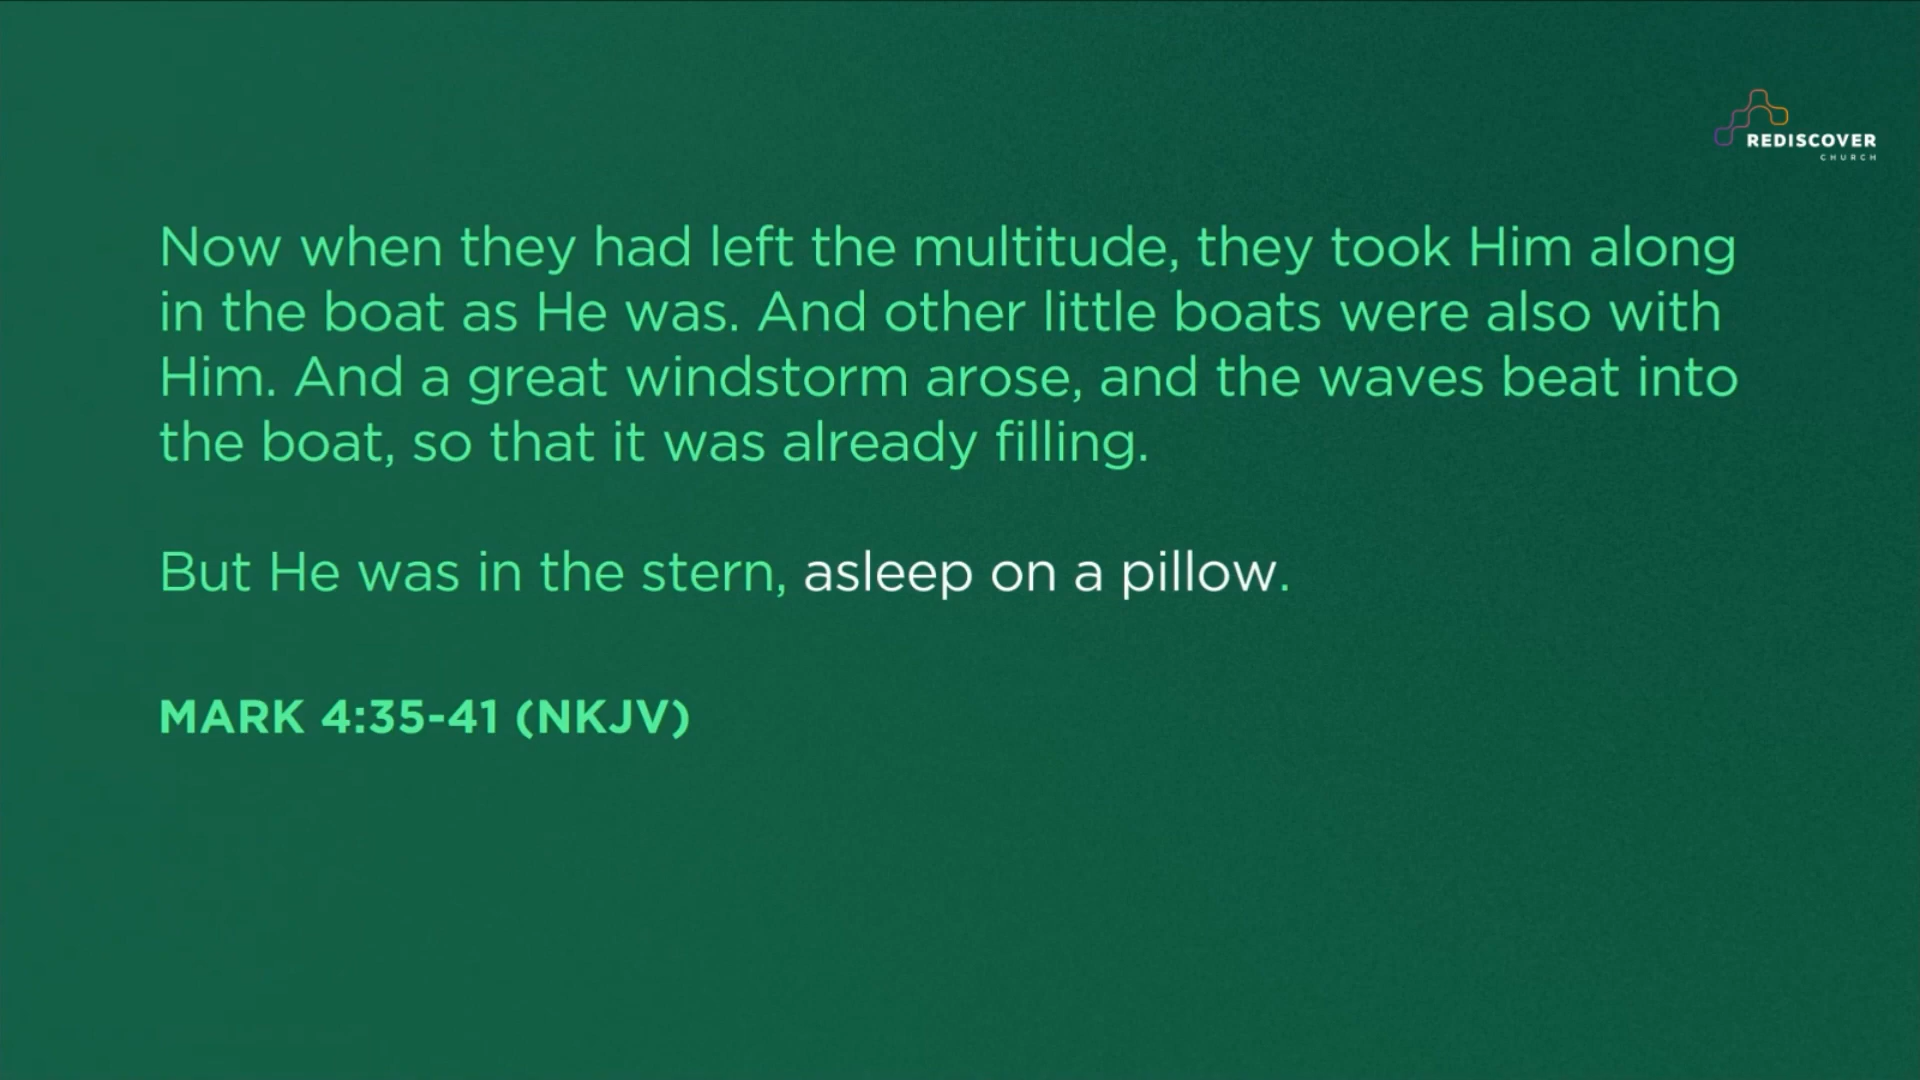 REDISCOVER
CHURCH
Now when they had left the multitude, they took Him along
in the boat as He was. And other little boats were also with
Him. And a great windstorm arose, and the waves beat into
the boat, so that it was already filling.
But He was in the stern, asleep on a pillow.
MARK 4:35-41 (NKJV)